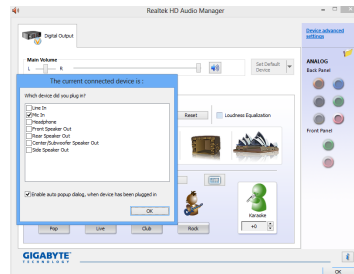 Realtek HD Audio Manager
Digital Output
Device advanced
settings
Main Volume
L
R
Set Default
Device
ANALOG
Back Panel
The current connected device is :
Which device did you plug in?
Line In
Mic In
Headphone
Front Speaker Out
Rear Speaker Out
Center/Subwoofer Speaker Out
Side Speaker Out
Reset
Loudness Equalization
Front Panel
Enable auto popup dialog, when device has been plugged in
OK
Karaoke
Pop
Live
Club
Rock
+0
GIGABYTE
TECHNOLOGY
OK